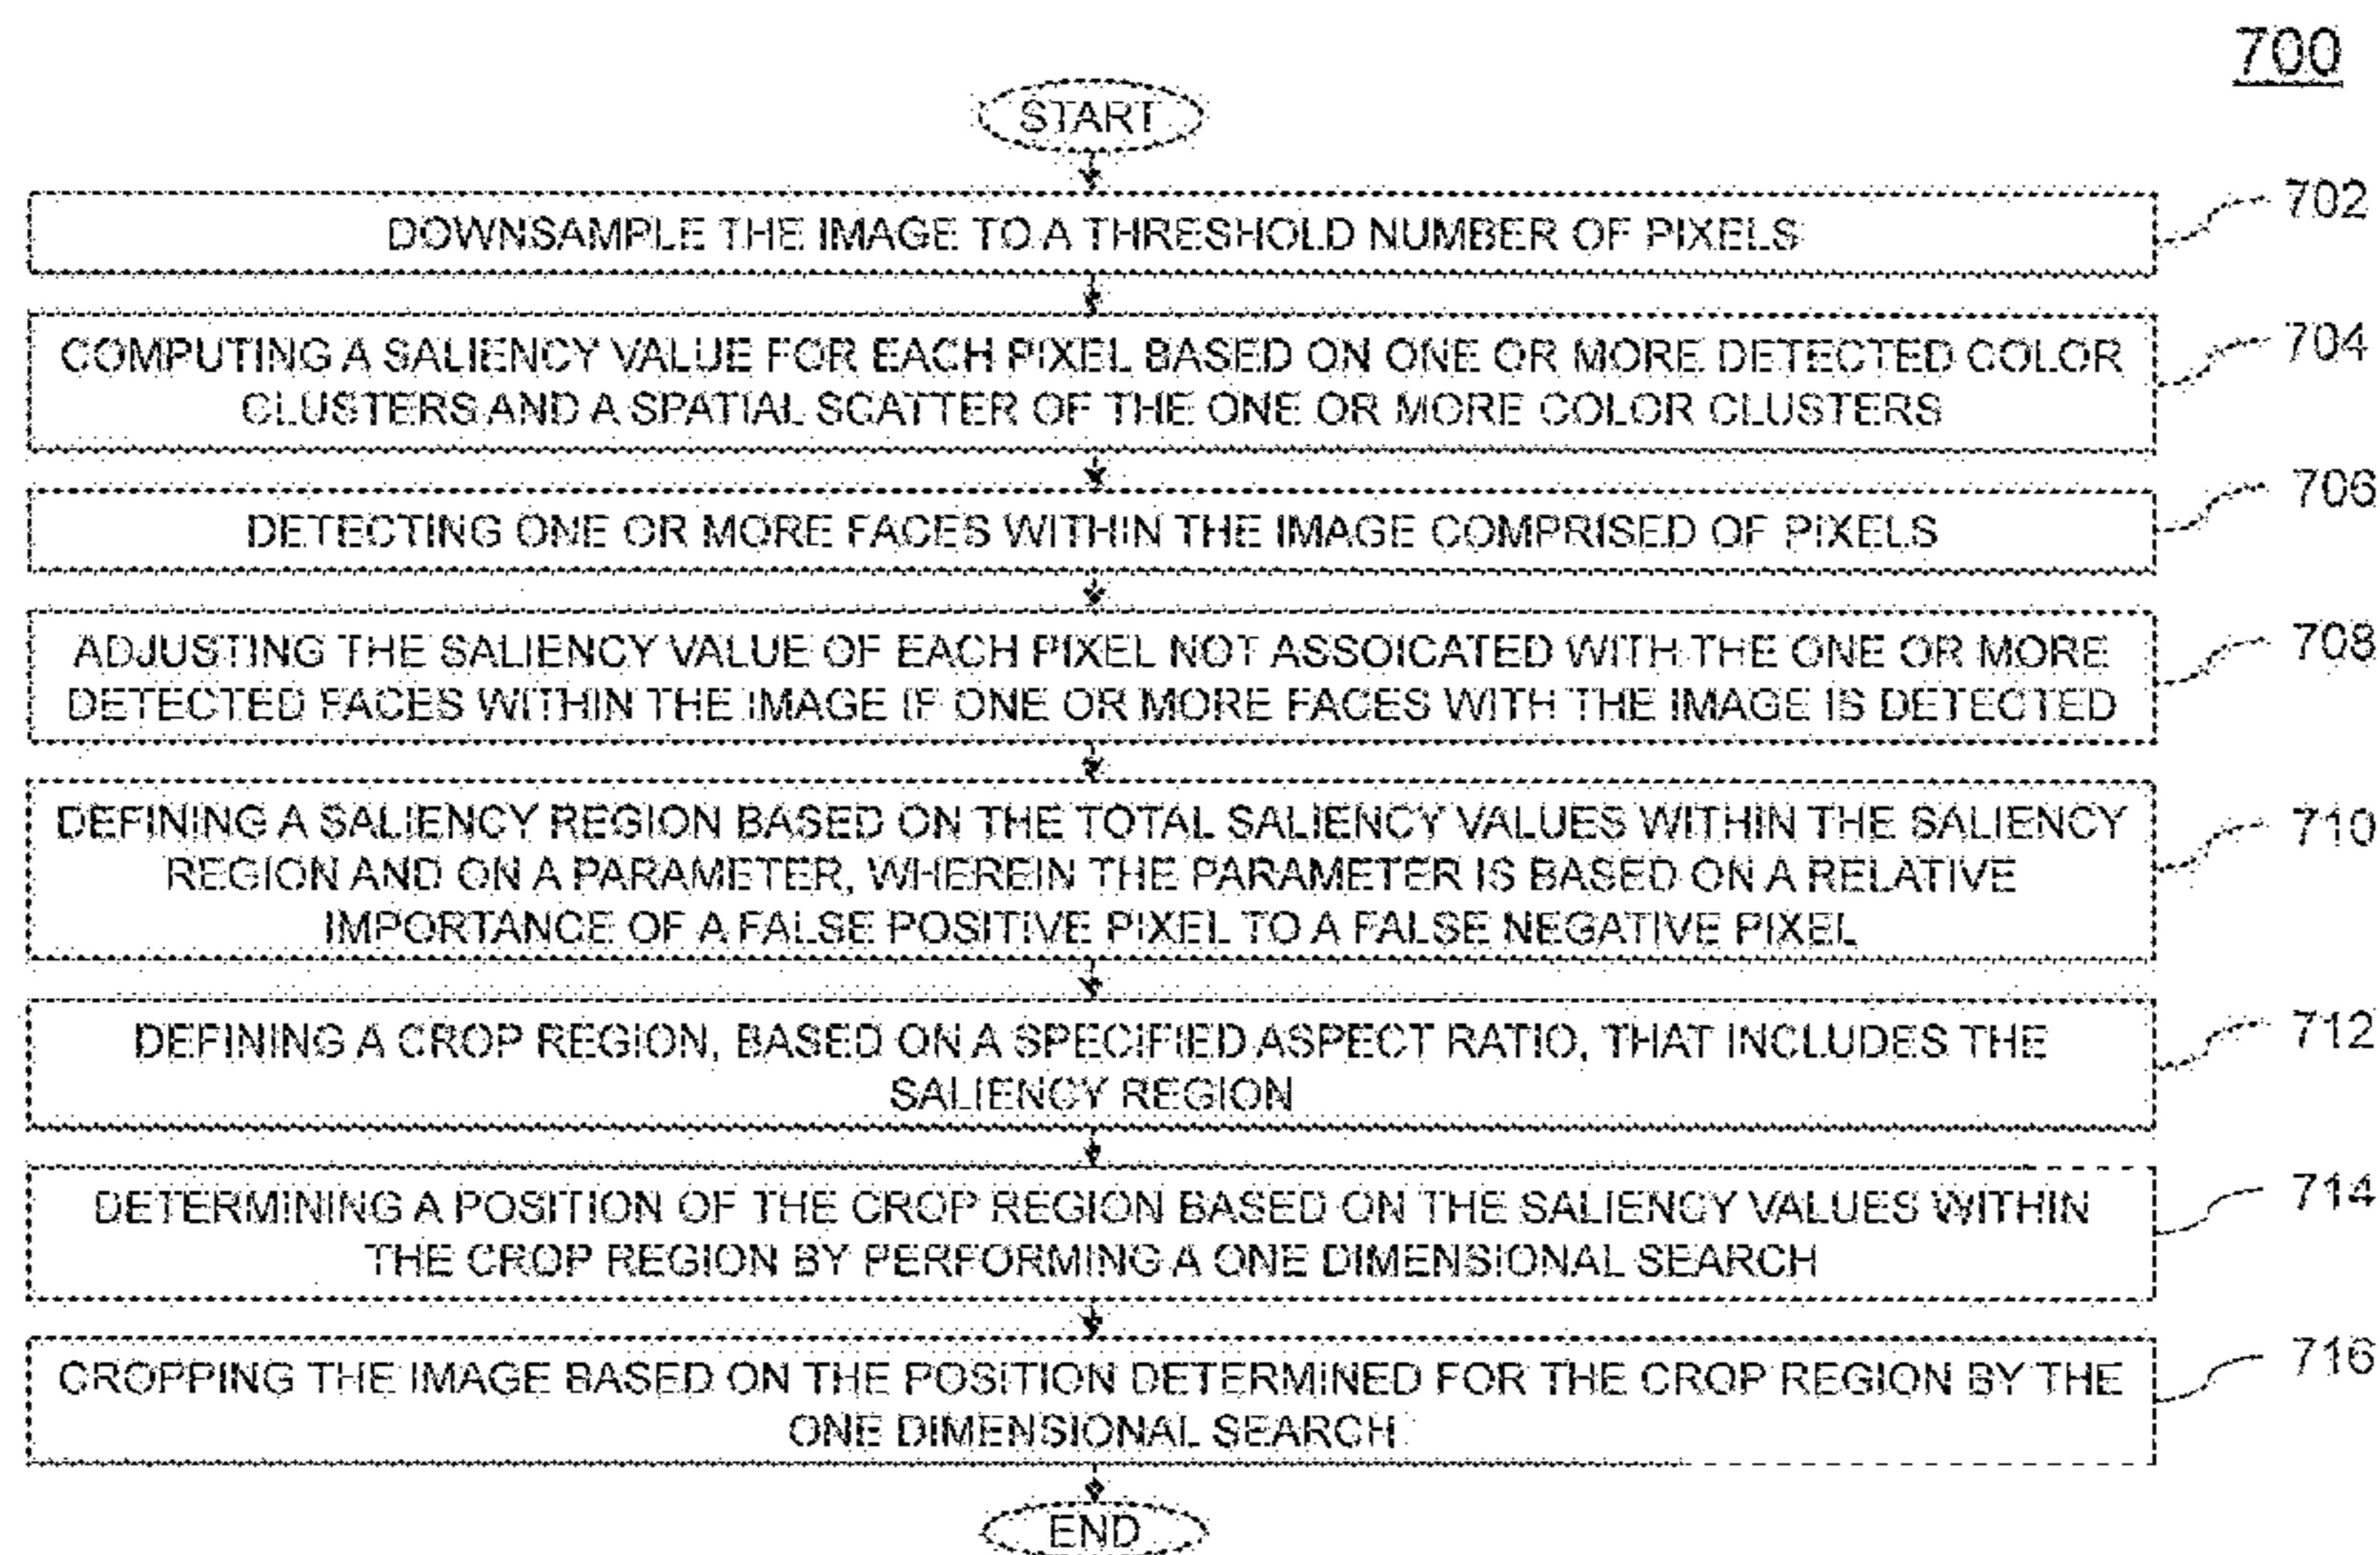 700
START
DOWNSAMPLE THE IMAGE TO A THRESHOLD NUMBER OF PIXELS
702
COMPUTING A SALIENCY VALUE FOR EACH PIXEL BASED ON ONE OR MORE DETECTED COLOR
CLUSTERS AND A SPATIAL SCATTER OF THE ONE OR MORE COLOR CLUSTERS
704
DETECTING ONE OR MORE FACES WITHIN THE IMAGE COMPRISED OF PIXELS
706
ADJUSTING THE SALIENCY VALUE OF EACH PIXEL NOT ASSOICATED WITH THE ONE OR MORE
DETECTED FACES WITHIN THE IMAGE IF ONE OR MORE FACES WITH THE IMAGE IS DETECTED
708
DEFINING A SALIENCY REGION BASED ON THE TOTAL SALIENCY VALUES WITHIN THE SALIENCY
REGION AND ON A PARAMETER, WHEREIN THE PARAMETER IS BASED ON A RELATIVE
IMPORTANCE OF A FALSE POSITIVE PIXEL TO A FALSE NEGATIVE PIXEL
710
DEFINING A CROP REGION, BASED ON A SPECIFIED ASPECT RATIO, THAT INCLUDES THE
SALIENCY REGION
712
DETERMINING A POSITION OF THE CROP REGION BASED ON THE SALIENCY VALUES WITHIN
THE CROP REGION BY PERFORMING A ONE DIMENSIONAL SEARCH
714
CROPPING THE IMAGE BASED ON THE POSITION DETERMINED FOR THE CROP REGION BY THE
ONE DIMENSIONAL SEARCH
716
END